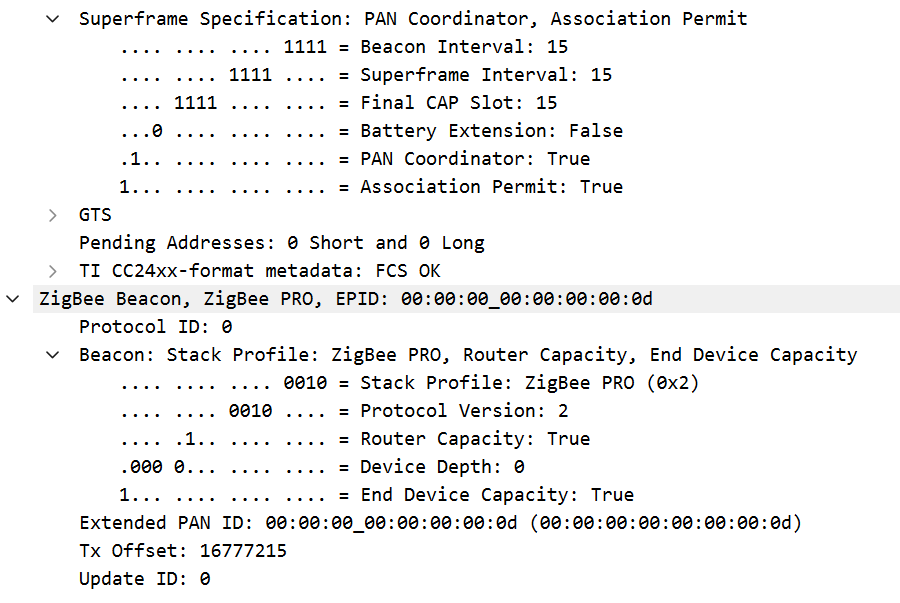 Superframe Specification: PAN Coordinator, Association Permit
.... .... .... 1111 = Beacon Interval: 15
.... .... 1111 .... = Superframe Interval: 15
.... 1111 .... .... = Final CAP Slot: 15
...0 .... .... .... = Battery Extension: False
.1.. .... .... .... = PAN Coordinator: True
1... .... .... .... = Association Permit: True
GTS
Pending Addresses: 0 Short and 0 Long
TI CC24xx-format metadata: FCS OK
ZigBee Beacon, ZigBee PRO, EPID: 00:00:00_00:00:00:00:0d
Protocol ID: 0
Beacon: Stack Profile: ZigBee PRO, Router Capacity, End Device Capacity
.... .... .... 0010 = Stack Profile: ZigBee PRO (0x2)
.... .... 0010 .... = Protocol Version: 2
.... .1.. .... .... = Router Capacity: True
.000 0... .... .... = Device Depth: 0
1... .... .... .... = End Device Capacity: True
Extended PAN ID: 00:00:00_00:00:00:00:0d (00:00:00:00:00:00:00:0d)
Tx Offset: 16777215
Update ID: 0